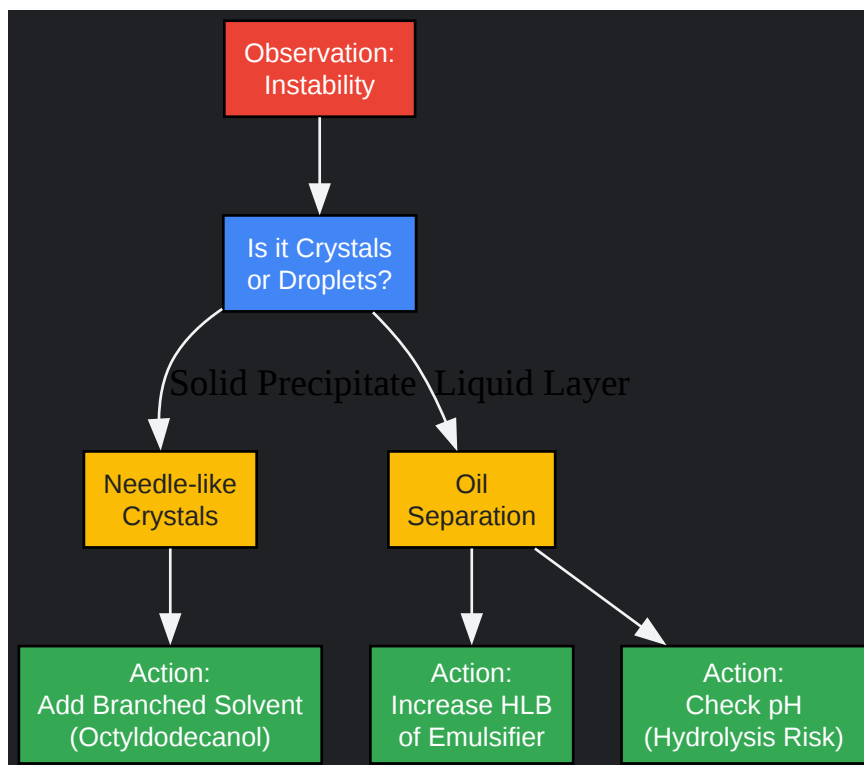 Observation:
Instability
Is it Crystals
or Droplets?
Solid Precipitate
Liquid Layer
Needle-like
Crystals
Oil
Separation
Action:
Add Branched Solvent
(Octyldodecanol)
Action:
Increase HLB
of Emulsifier
Action:
Check pH
(Hydrolysis Risk)